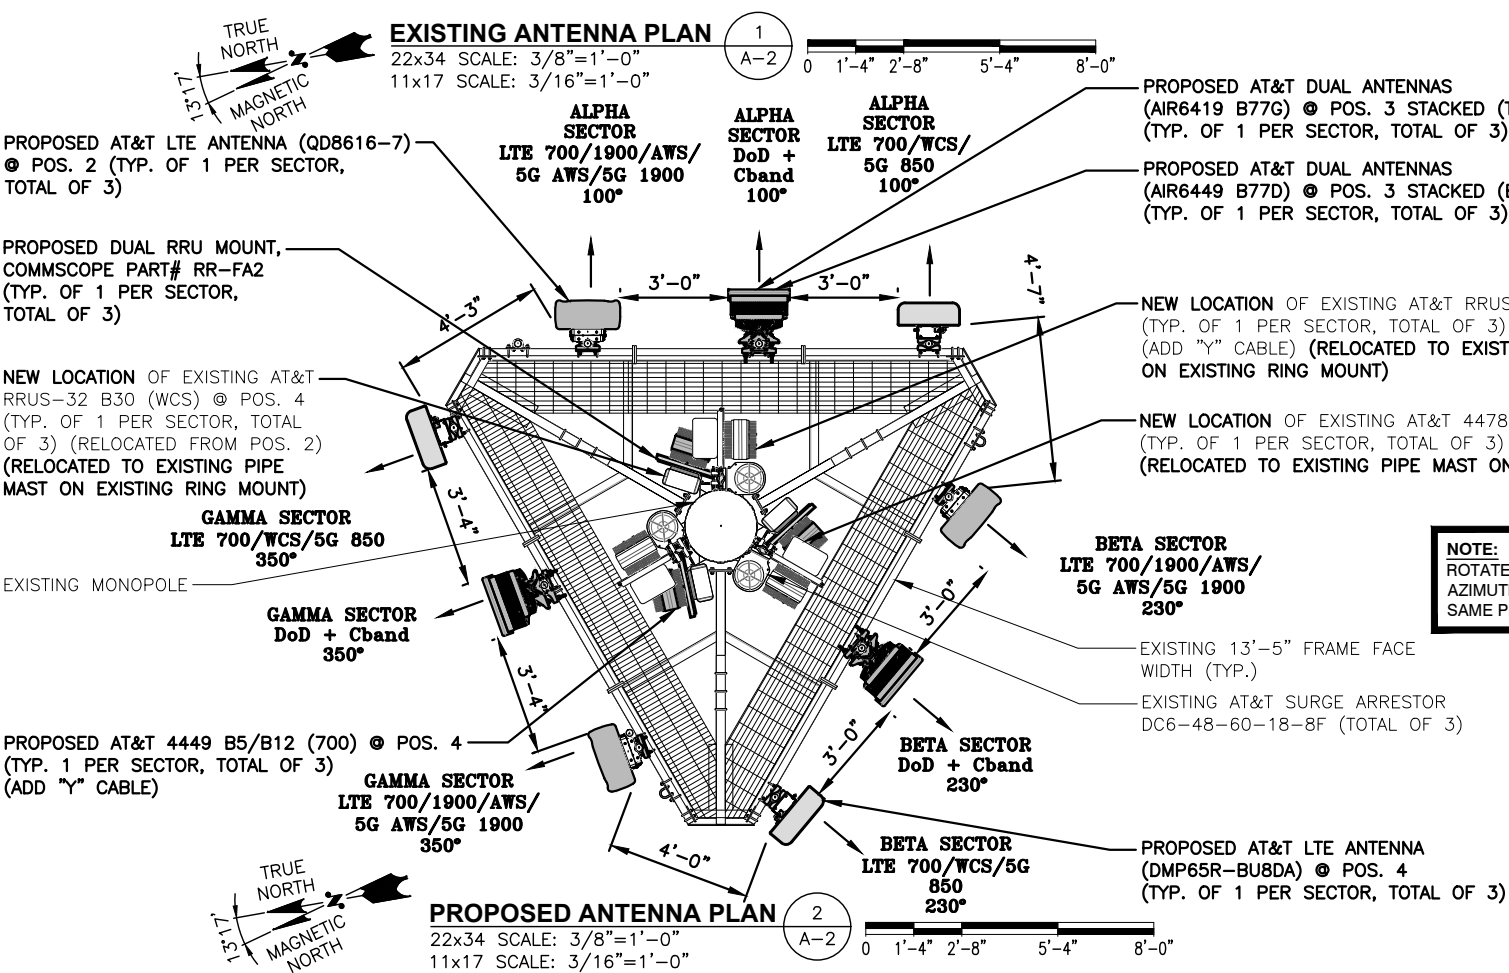 TRUE
NORTH
13°17'
MAGNETIC
NORTH
EXISTING ANTENNA PLAN
1
A-2
22x34 SCALE: 3/8"=1'-0"
11x17 SCALE: 3/16"=1'-0"
0 1'-4" 2'-8" 5'-4" 8'-0"
PROPOSED AT&T LTE ANTENNA (QD8616-7)
@ POS. 2 (TYP. OF 1 PER SECTOR,
TOTAL OF 3)
ALPHA
SECTOR
LTE 700/1900/AWS/
5G AWS/5G 1900
100°
ALPHA
SECTOR
DoD +
Cband
100°
ALPHA
SECTOR
LTE 700/WCS/
5G 850
100°
PROPOSED AT&T DUAL ANTENNAS
(AIR6419 B77G) @ POS. 3 STACKED
(TYP. OF 1 PER SECTOR, TOTAL OF 3)
PROPOSED AT&T DUAL ANTENNAS
(AIR6449 B77D) @ POS. 3 STACKED
(TYP. OF 1 PER SECTOR, TOTAL OF 3)
PROPOSED DUAL RRU MOUNT,
COMMSCOPE PART# RR-FA2
(TYP. OF 1 PER SECTOR,
TOTAL OF 3)
4'-3"
3'-0"
3'-0"
4'-7"
NEW LOCATION OF EXISTING AT&T RRUS
(TYP. OF 1 PER SECTOR, TOTAL OF 3)
(ADD "Y" CABLE) (RELOCATED TO EXIST
ON EXISTING RING MOUNT)
NEW LOCATION OF EXISTING AT&T
RRUS-32 B30 (WCS) @ POS. 4
(TYP. OF 1 PER SECTOR, TOTAL
OF 3) (RELOCATED FROM POS. 2)
(RELOCATED TO EXISTING PIPE
MAST ON EXISTING RING MOUNT)
NEW LOCATION OF EXISTING AT&T 4478
(TYP. OF 1 PER SECTOR, TOTAL OF 3)
(RELOCATED TO EXISTING PIPE MAST ON
3'-4"
GAMMA SECTOR
LTE 700/WCS/5G 850
350°
EXISTING MONOPOLE
BETA SECTOR
LTE 700/1900/AWS/
5G AWS/5G 1900
230°
NOTE:
ROTATE
AZIMUT
SAME P
GAMMA SECTOR
DoD + Cband
350°
3'-0"
EXISTING 13'-5" FRAME FACE
WIDTH (TYP.)
3'-4"
EXISTING AT&T SURGE ARRESTOR
DC6-48-60-18-8F (TOTAL OF 3)
PROPOSED AT&T 4449 B5/B12 (700) @ POS. 4
(TYP. 1 PER SECTOR, TOTAL OF 3)
(ADD "Y" CABLE)
3'-0"
BETA SECTOR
DoD + Cband
230°
GAMMA SECTOR
LTE 700/1900/AWS/
5G AWS/5G 1900
350°
4'-0"
BETA SECTOR
LTE 700/WCS/5G
850
230°
PROPOSED AT&T LTE ANTENNA
(DMP65R-BU8DA) @ POS. 4
(TYP. OF 1 PER SECTOR, TOTAL OF 3)
TRUE
NORTH
13°17'
MAGNETIC
NORTH
PROPOSED ANTENNA PLAN
2
A-2
22x34 SCALE: 3/8"=1'-0"
11x17 SCALE: 3/16"=1'-0"
0 1'-4" 2'-8" 5'-4" 8'-0"